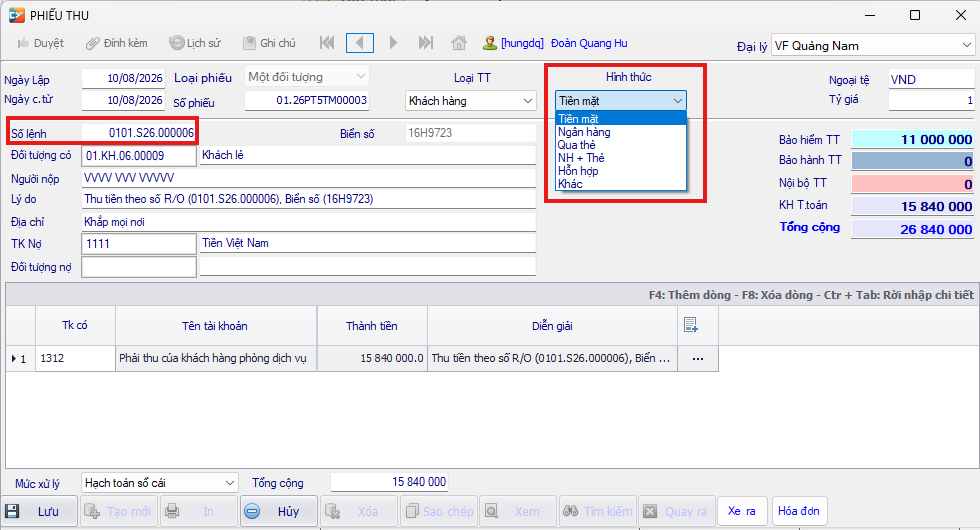 PHIẾU THU
Duyệt Đính kèm Lịch sử Ghi chú [hungdq] Đoàn Quang Hu Đại lý VF Quảng Nam
Ngày Lập 10/08/2026 Loại phiếu Một đối tượng Loại TT Hình thức Ngoại tệ VND
Ngày c.từ 10/08/2026 Số phiếu 01.26PT5TM00003 Khách hàng Tiền mặt Tỷ giá 1
Tiền mặt
Ngân hàng
Qua thẻ
NH + Thẻ
Hỗn hợp
Khác
Số lệnh 0101.S26.000006 Biển số 16H9723
Đối tượng có 01.KH.06.00009 Khách lẻ
Người nộp VVVV VVV VVVVV
Lý do Thu tiền theo số R/O (0101.S26.000006), Biển số (16H9723)
Địa chỉ Khắp mọi nơi
TK Nợ 1111 Tiền Việt Nam
Đối tượng nợ
Bảo hiểm TT 11 000 000
Bảo hành TT 0
Nội bộ TT 0
KH T.toán 15 840 000
Tổng cộng 26 840 000
F4: Thêm dòng - F8: Xóa dòng - Ctr + Tab: Rời nhập chi tiết
Tk có Tên tài khoản Thành tiền Diễn giải
1 1312 Phải thu của khách hàng phòng dịch vụ 15 840 000.0 Thu tiền theo số R/O (0101.S26.000006), Biển ... ...
Mức xử lý Hạch toán sổ cái Tổng cộng 15 840 000
Lưu Tạo mới In Hủy Xóa Sao chép Xem Tìm kiếm Quay ra Xe ra Hóa đơn